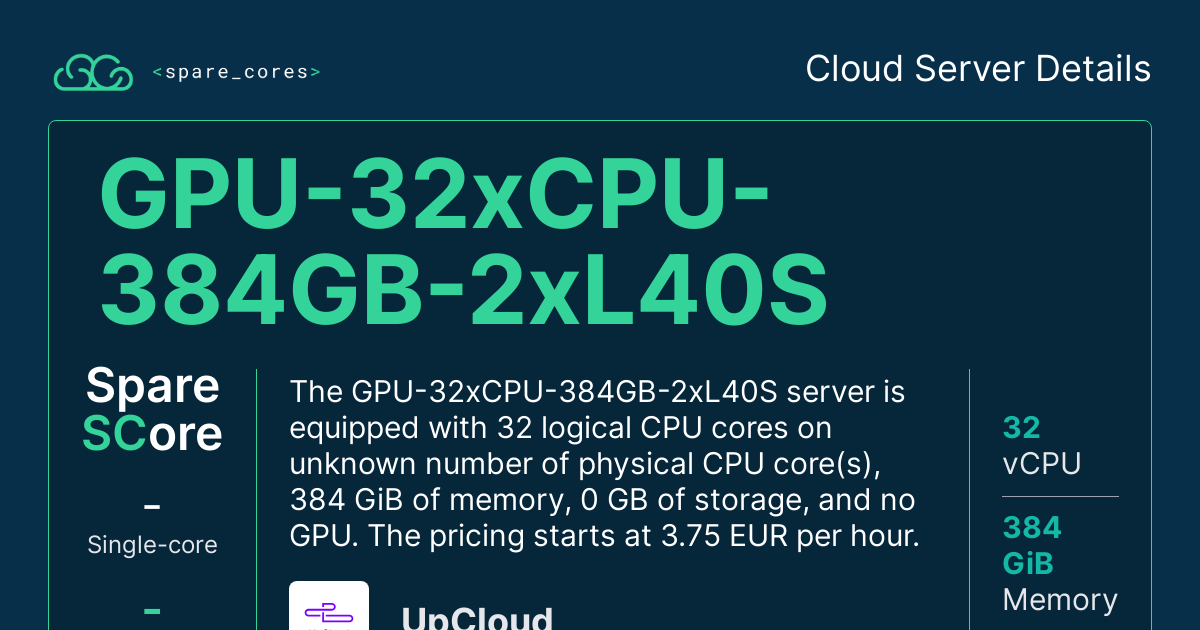 <spare_cores>
Cloud Server Details
GPU-32xCPU-
384GB-2xL40S
Spare
SCore
–
Single-core
–
The GPU-32xCPU-384GB-2xL40S server is
equipped with 32 logical CPU cores on
unknown number of physical CPU core(s),
384 GiB of memory, 0 GB of storage, and no
GPU. The pricing starts at 3.75 EUR per hour.
UpCloud
32
vCPU
384
GiB
Memory